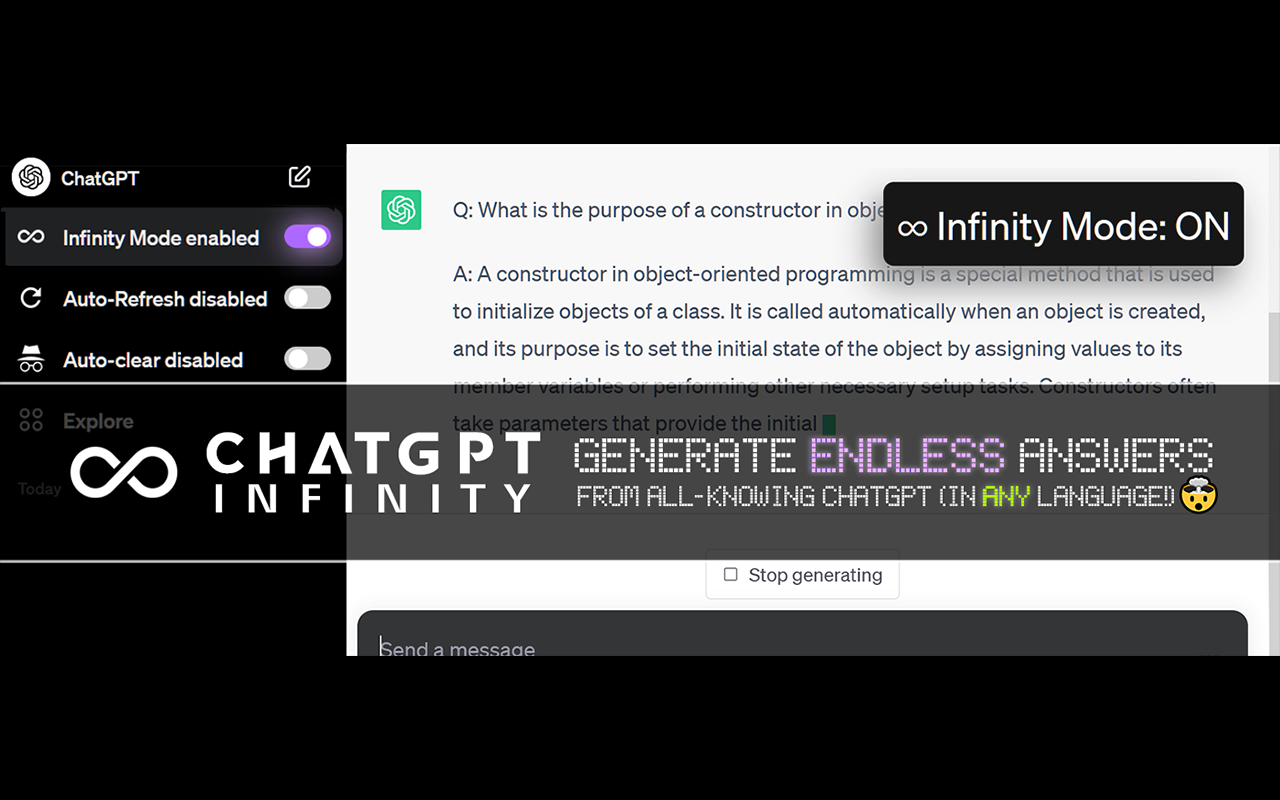 ChatGPT
Infinity Mode enabled
Auto-Refresh disabled
Auto-clear disabled
Explore
Today
Q: What is the purpose of a constructor in obje
∞ Infinity Mode: ON
A: A constructor in object-oriented programming is a special method that is used
to initialize objects of a class. It is called automatically when an object is created,
and its purpose is to set the initial state of the object by assigning values to its
member variables or performing other necessary setup tasks. Constructors often
take parameters that provide the initial
CHATGPT
INFINITY
GENERATE ENDLESS ANSWERS
FROM ALL-KNOWING CHATGPT (IN ANY LANGUAGE!)
Stop generating
Send a message